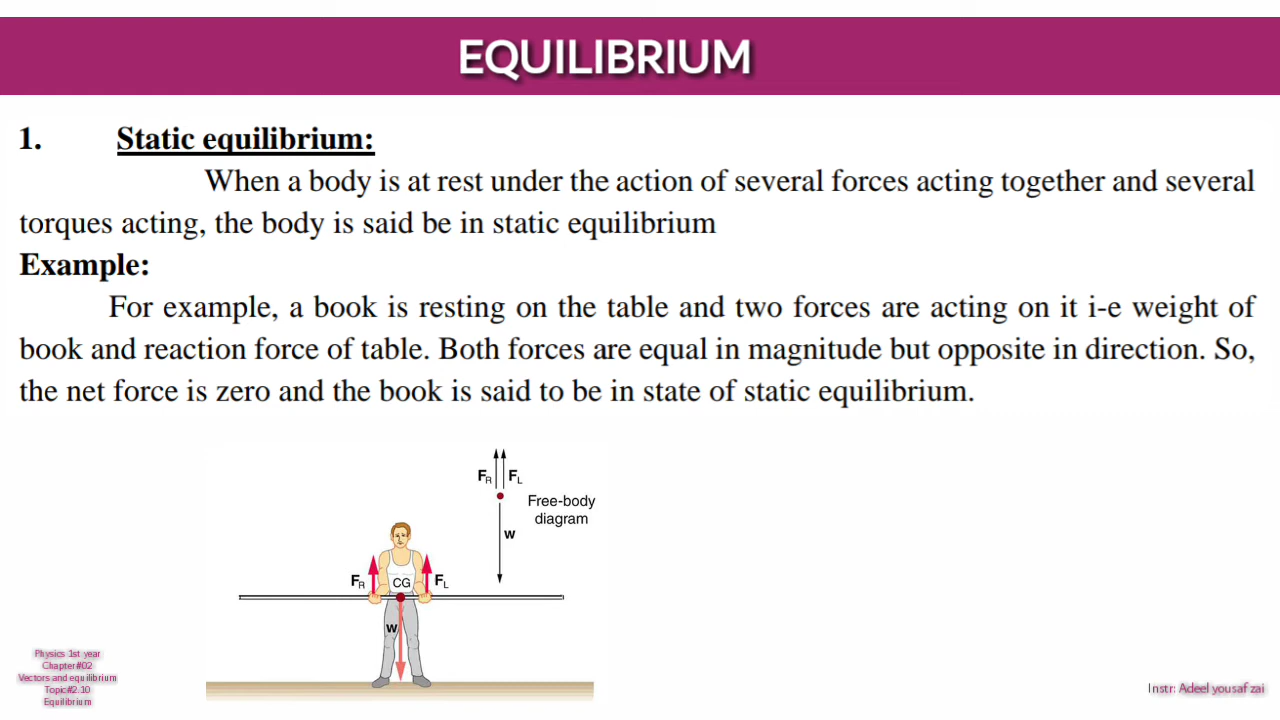 EQUILIBRIUM
1. Static equilibrium:
When a body is at rest under the action of several forces acting together and several
torques acting, the body is said be in static equilibrium
Example:
For example, a book is resting on the table and two forces are acting on it i-e weight of
book and reaction force of table. Both forces are equal in magnitude but opposite in direction. So,
the net force is zero and the book is said to be in state of static equilibrium.
FR FL
Free-body
diagram
w
FR CG FL
w
Physics 1st year
Chapter#02
Vectors and equilibrium
Topic#2.10
Equilibrium
Instr: Adeel yousaf zai